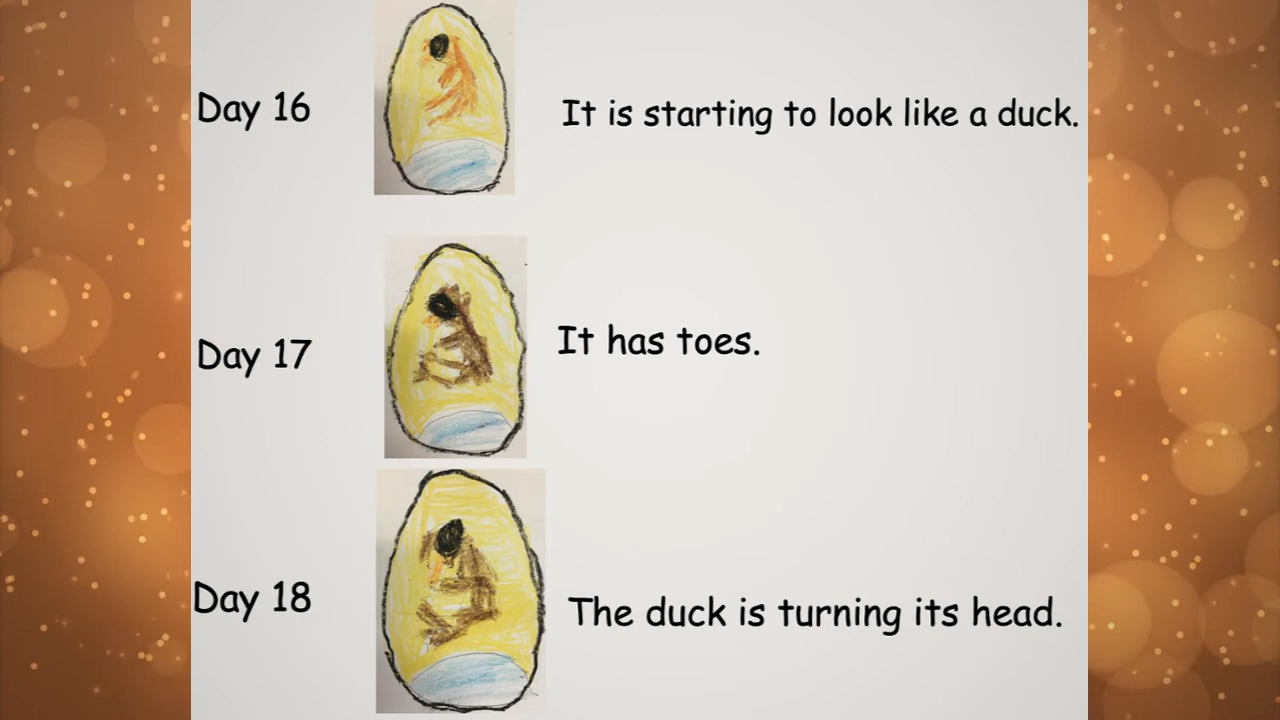 Day 16
It is starting to look like a duck.
Day 17
It has toes.
Day 18
The duck is turning its head.